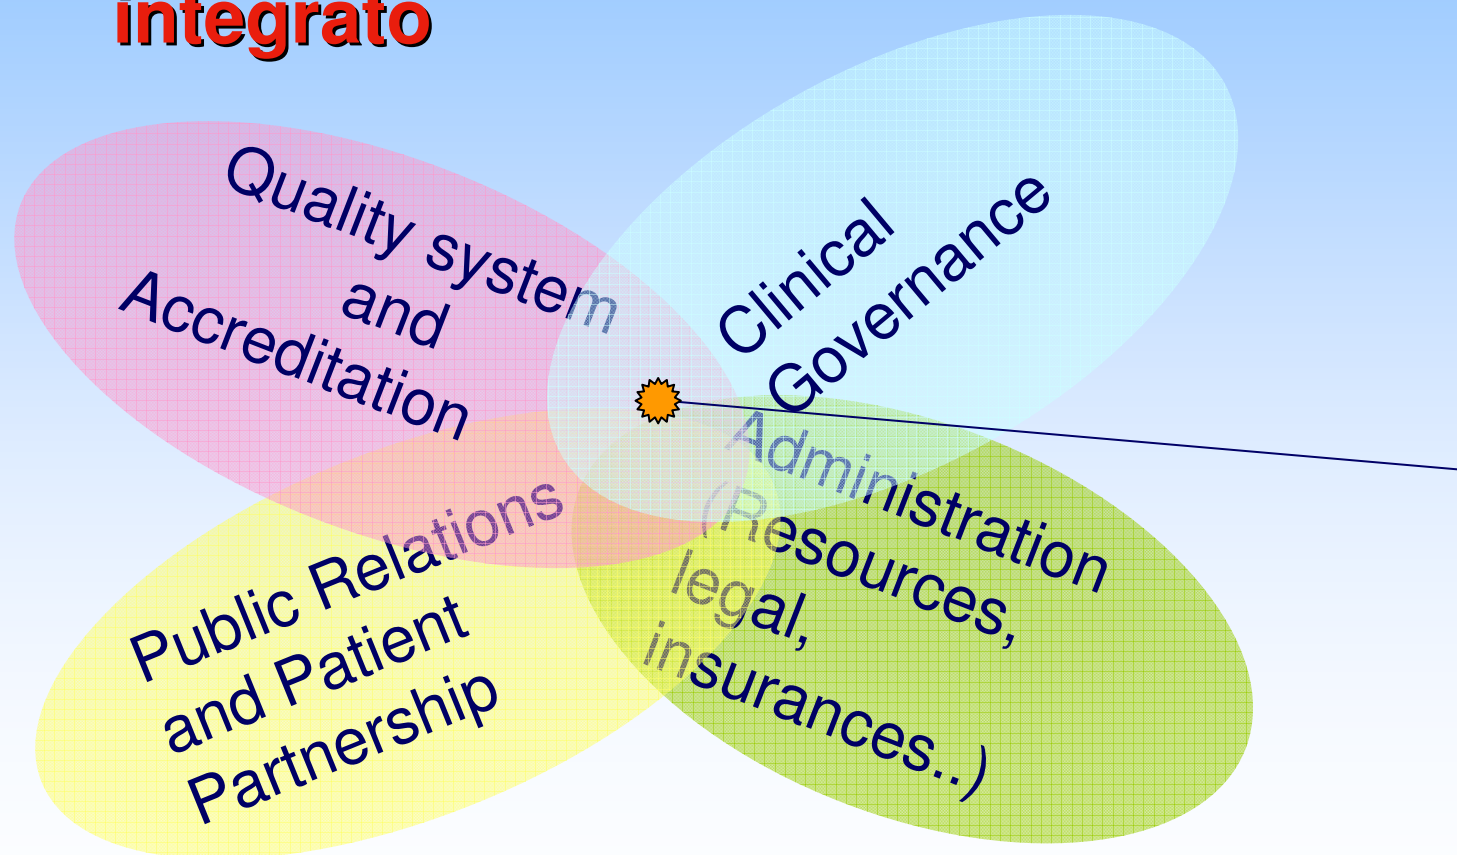 integrato
Quality system
and
Accreditation
Clinical
Governance
Public Relations
and Patient
Partnership
Administration
(Resources,
legal,
insurances..)